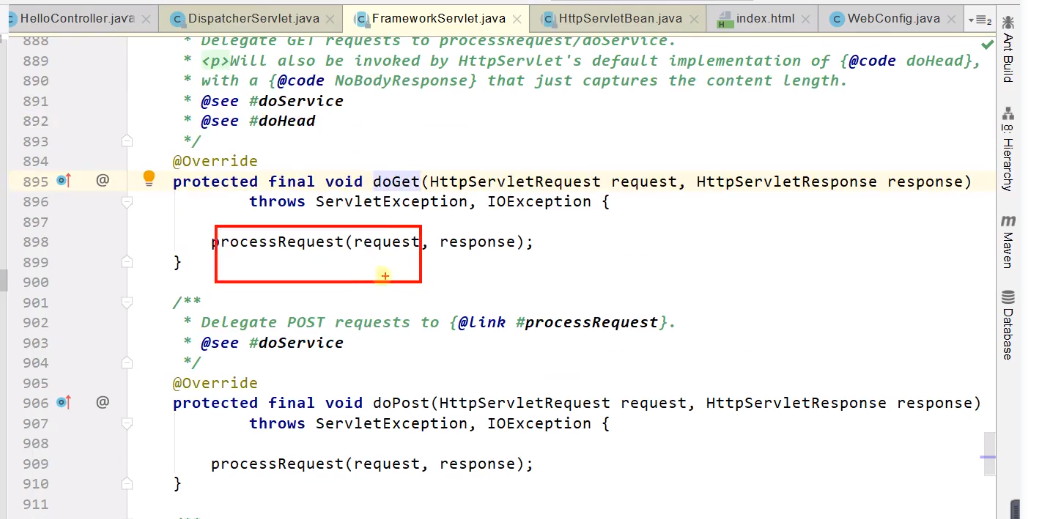 HelloController.java DispatcherServlet.java FrameworkServlet.java HttpServletBean.java index.html WebConfig.java
888 * Delegate GET requests to processRequest/doService.
889 * <p>Will also be invoked by HttpServlet's default implementation of {@code doHead},
890 * with a {@code NoBodyResponse} that just captures the content length.
891 * @see #doService
892 * @see #doHead
893 */
894 @Override
895 @ protected final void doGet(HttpServletRequest request, HttpServletResponse response)
896 throws ServletException, IOException {
897
898 processRequest(request, response);
899 }
900
901 /**
902 * Delegate POST requests to {@link #processRequest}.
903 * @see #doService
904 */
905 @Override
906 @ protected final void doPost(HttpServletRequest request, HttpServletResponse response)
907 throws ServletException, IOException {
908
909 processRequest(request, response);
910 }
911
Ant Build
8: Hierarchy
Maven
Database